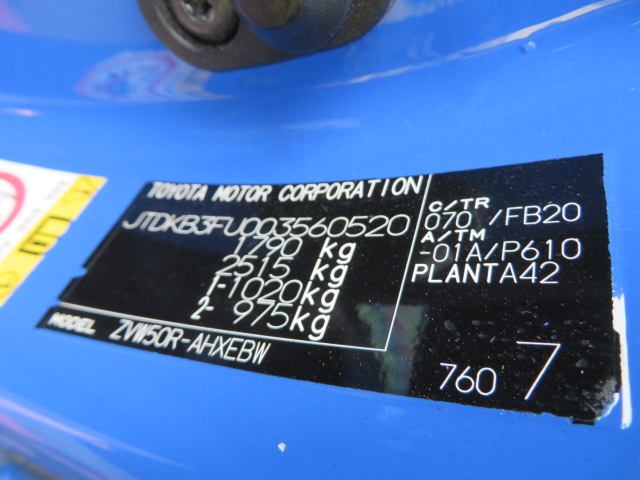 TOYOTA MOTOR CORPORATION
JTDKB3FU003560520
1790 kg
2515 kg
1-1020kg
2- 975kg
C/TR
070 /FB20
A/TM
-01A/P610
PLANTA42
MODEL ZVW50R-AHXEBW
760 7